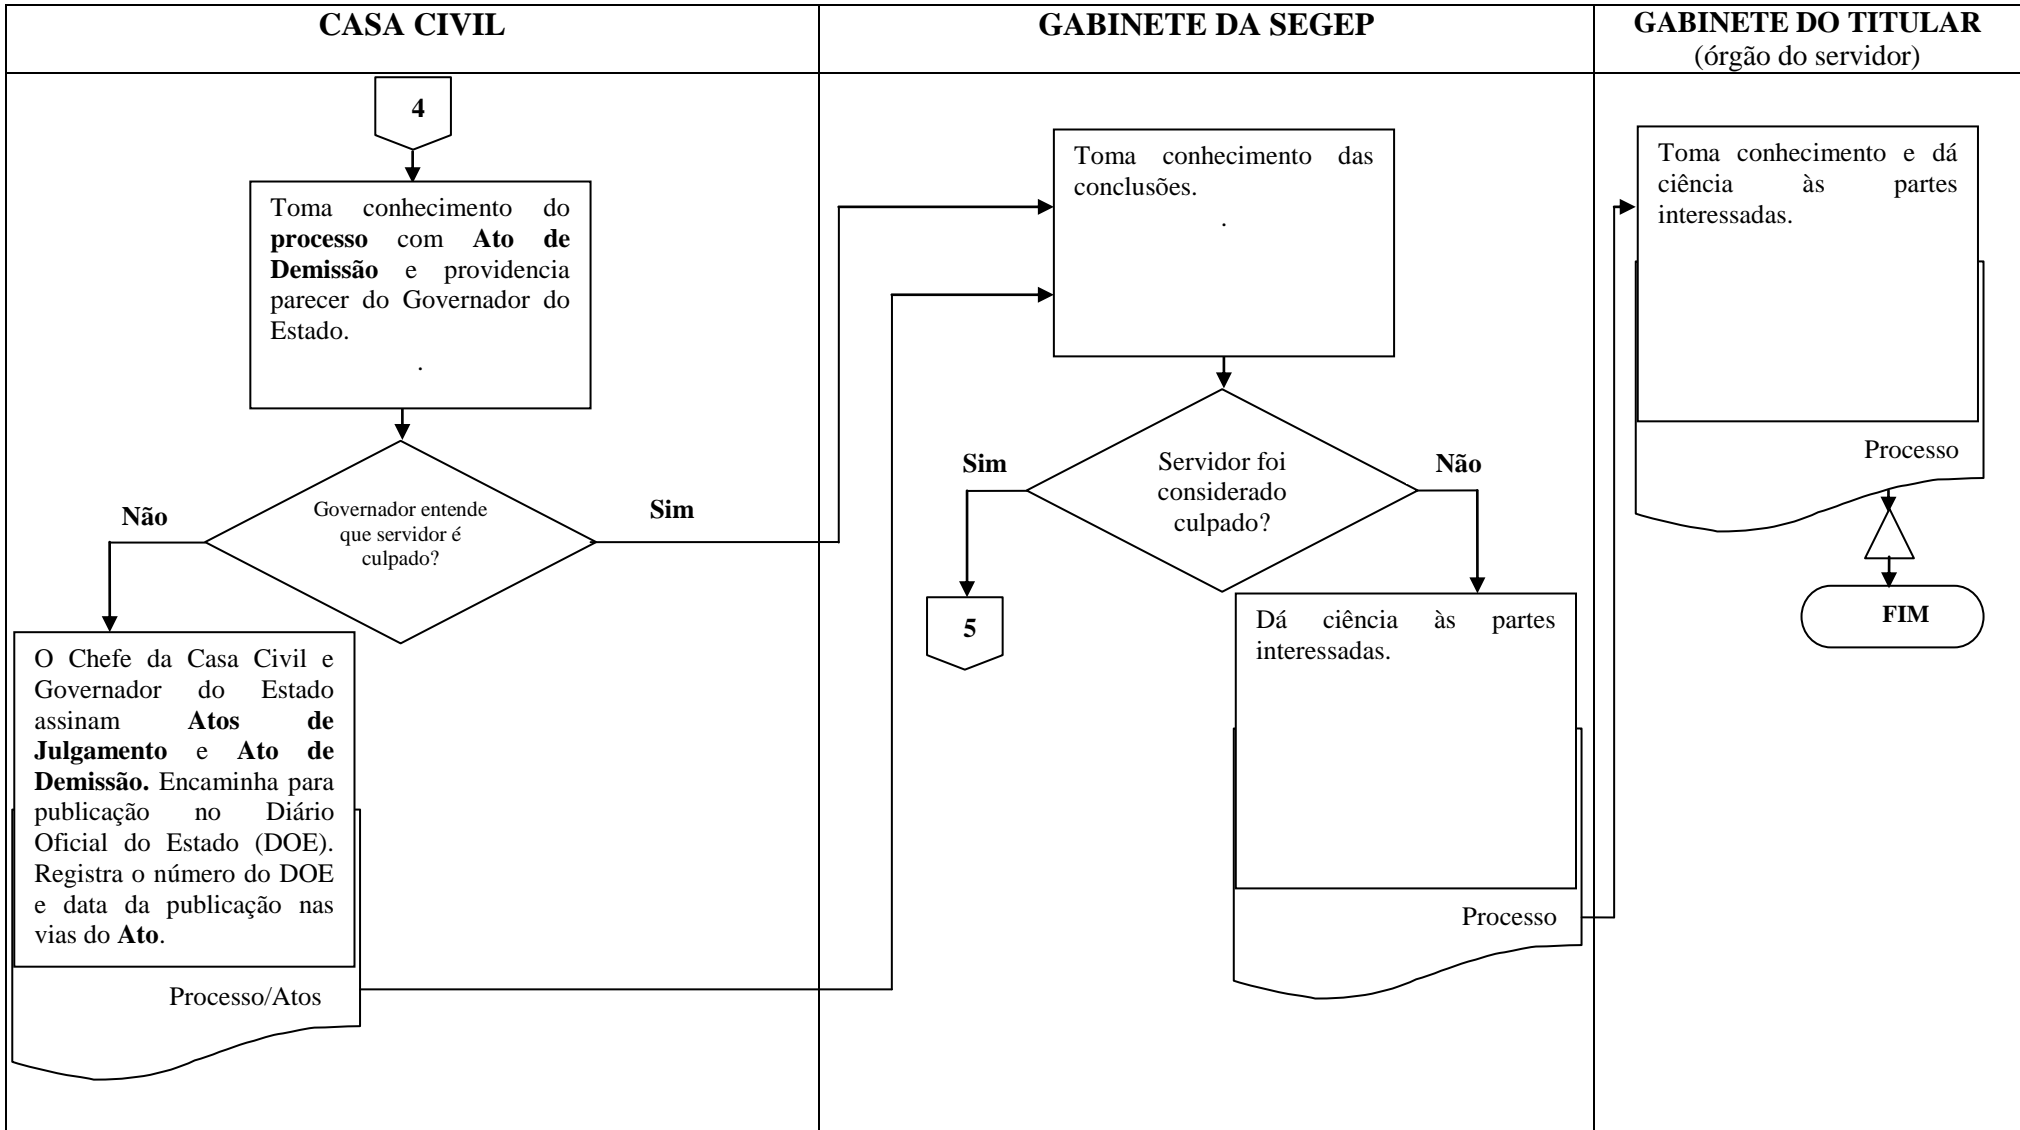 CASA CIVIL
GABINETE DA SEGEP
GABINETE DO TITULAR
(órgão do servidor)
4
Toma conhecimento do
processo com Ato de
Demissão e providencia
parecer do Governador do
Estado.
.
Governador entende
que servidor é
culpado?
Não
Sim
O Chefe da Casa Civil e
Governador do Estado
assinam Atos de
Julgamento e Ato de
Demissão. Encaminha para
publicação no Diário
Oficial do Estado (DOE).
Registra o número do DOE
e data da publicação nas
vias do Ato.
Processo/Atos
Toma conhecimento das
conclusões.
.
Sim
Servidor foi
considerado
culpado?
Não
5
Dá ciência às partes
interessadas.
Processo
Toma conhecimento e dá
ciência às partes
interessadas.
Processo
FIM